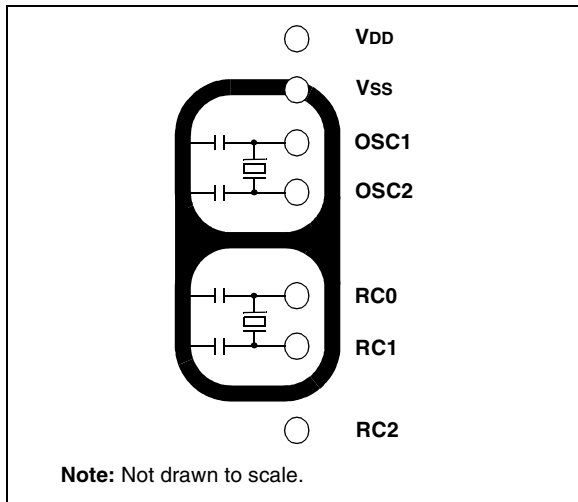 VDD
VSS
OSC1
OSC2
RC0
RC1
RC2
Note: Not drawn to scale.